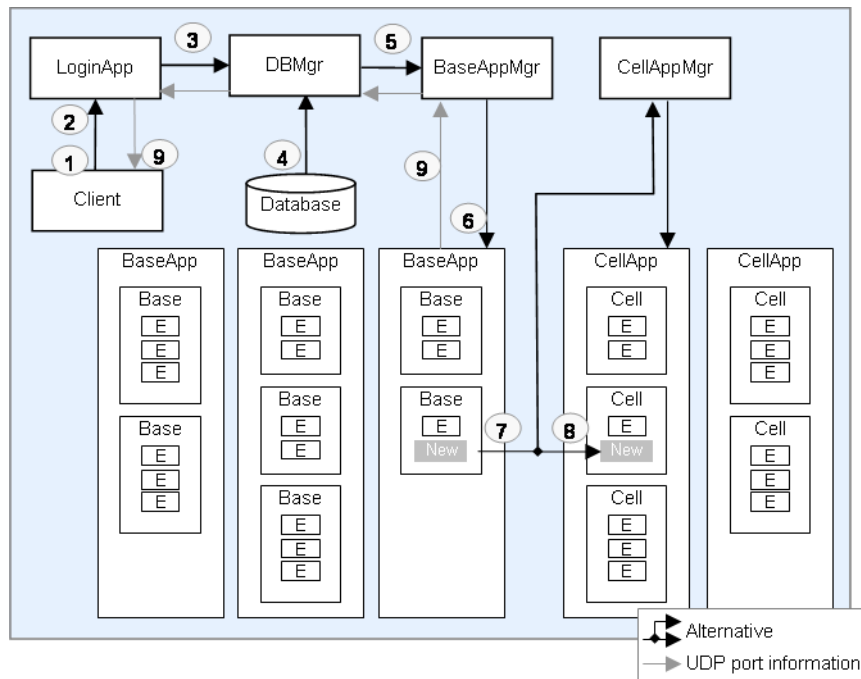 3
5
LoginApp
DBMgr
BaseAppMgr
CellAppMgr
2
1
9
4
9
Client
Database
6
BaseApp
Base
E
E
E
Base
E
E
E
BaseApp
Base
E
E
Base
E
E
Base
E
E
E
BaseApp
Base
E
E
Base
E
New
7
8
CellApp
Cell
E
E
Cell
E
New
Cell
E
E
E
CellApp
Cell
E
E
E
Cell
E
E
E
Alternative
UDP port information